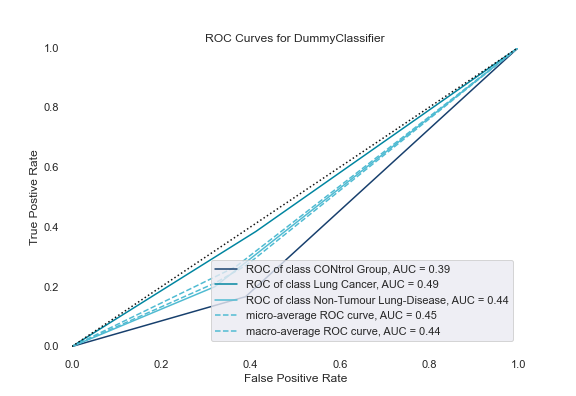 ROC Curves for DummyClassifier
1.0
0.8
0.6
0.4
0.2
0.0
True Postive Rate
ROC of class CONtrol Group, AUC = 0.39
ROC of class Lung Cancer, AUC = 0.49
ROC of class Non-Tumour Lung-Disease, AUC = 0.44
micro-average ROC curve, AUC = 0.45
macro-average ROC curve, AUC = 0.44
0.0 0.2 0.4 0.6 0.8 1.0
False Positive Rate